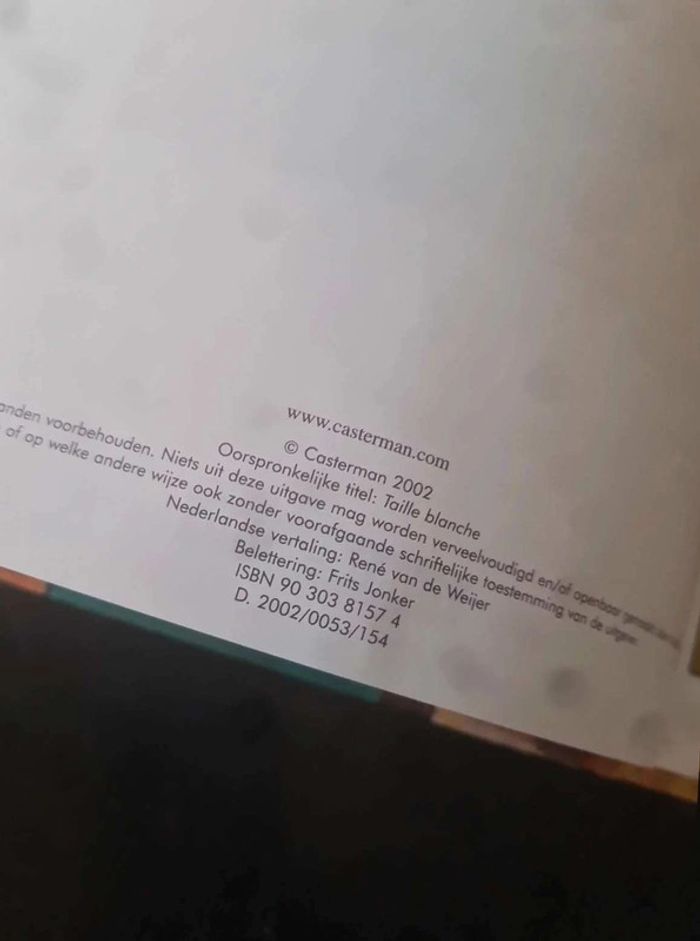 www.casterman.com
© Casterman 2002
Oorspronkelijke titel: Taille blanche
anden voorbehouden. Niets uit deze uitgave mag worden verveelvoudigd en/of openbaar
of op welke andere wijze ook zonder voorafgaande schriftelijke toestemming van de uitgever.
Nederlandse vertaling: René van de Weijer
Belettering: Frits Jonker
ISBN 90 303 8157 4
D. 2002/0053/154